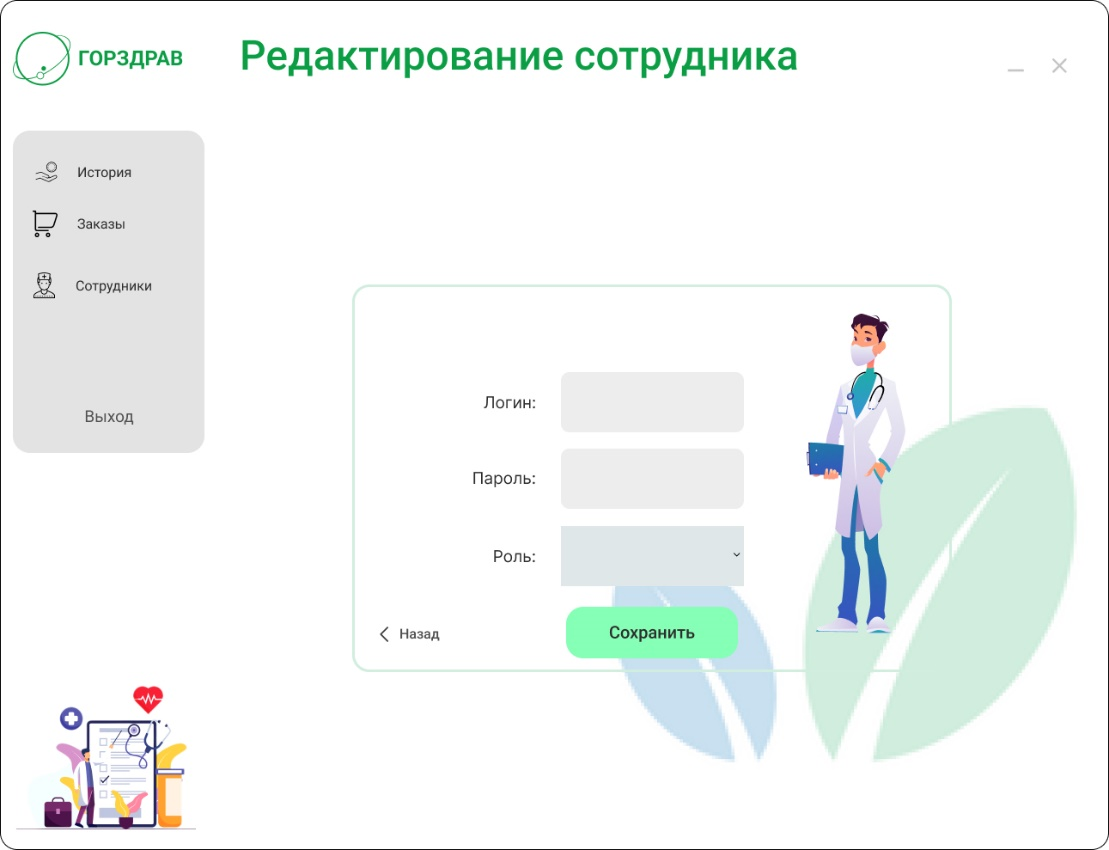 ГОРЗДРАВ
Редактирование сотрудника
История
Заказы
Сотрудники
Выход
Логин:
Пароль:
Роль:
Назад
Сохранить